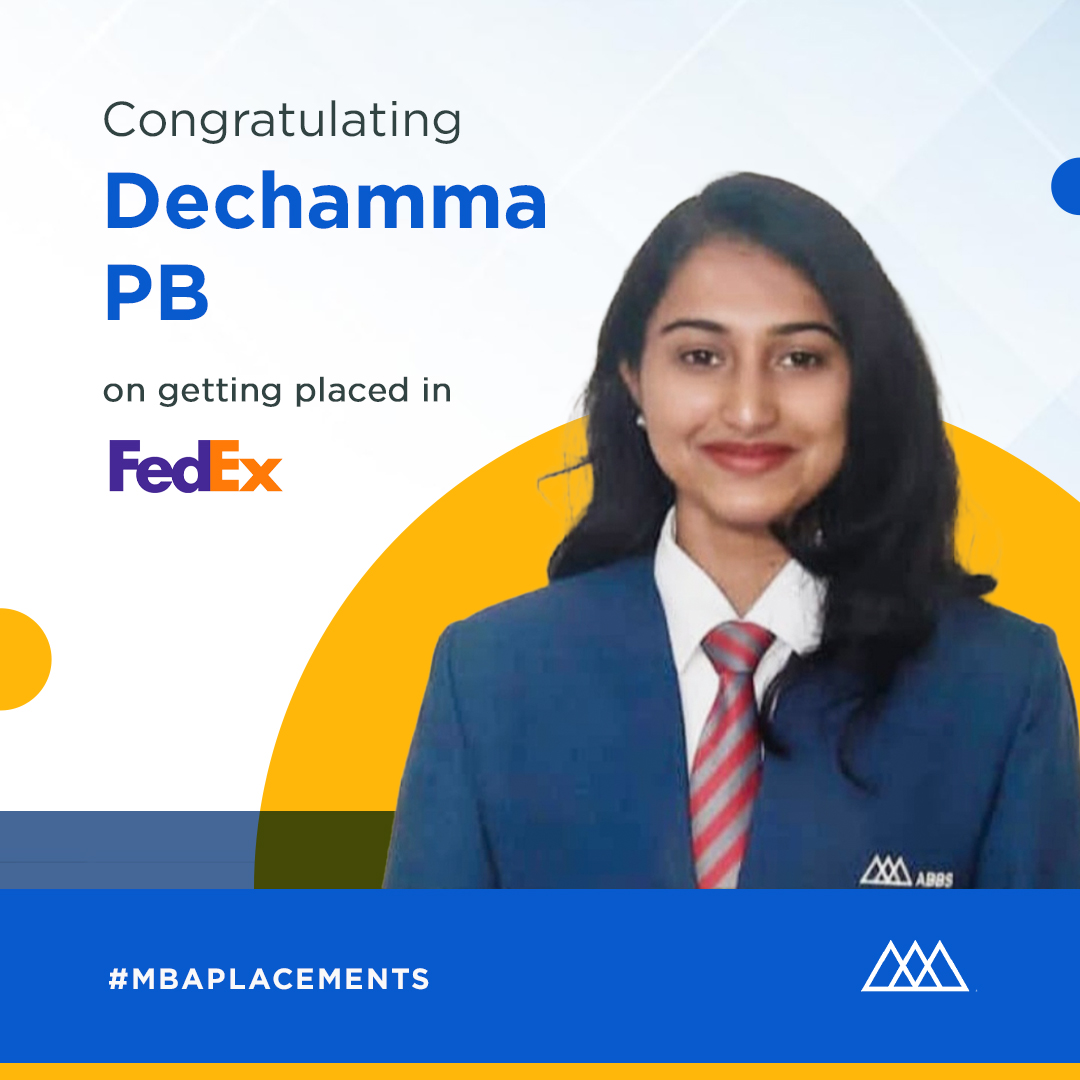 Congratulating
Dechamma
PB
on getting placed in
FedEx
ABBS
#MBAPLACEMENTS